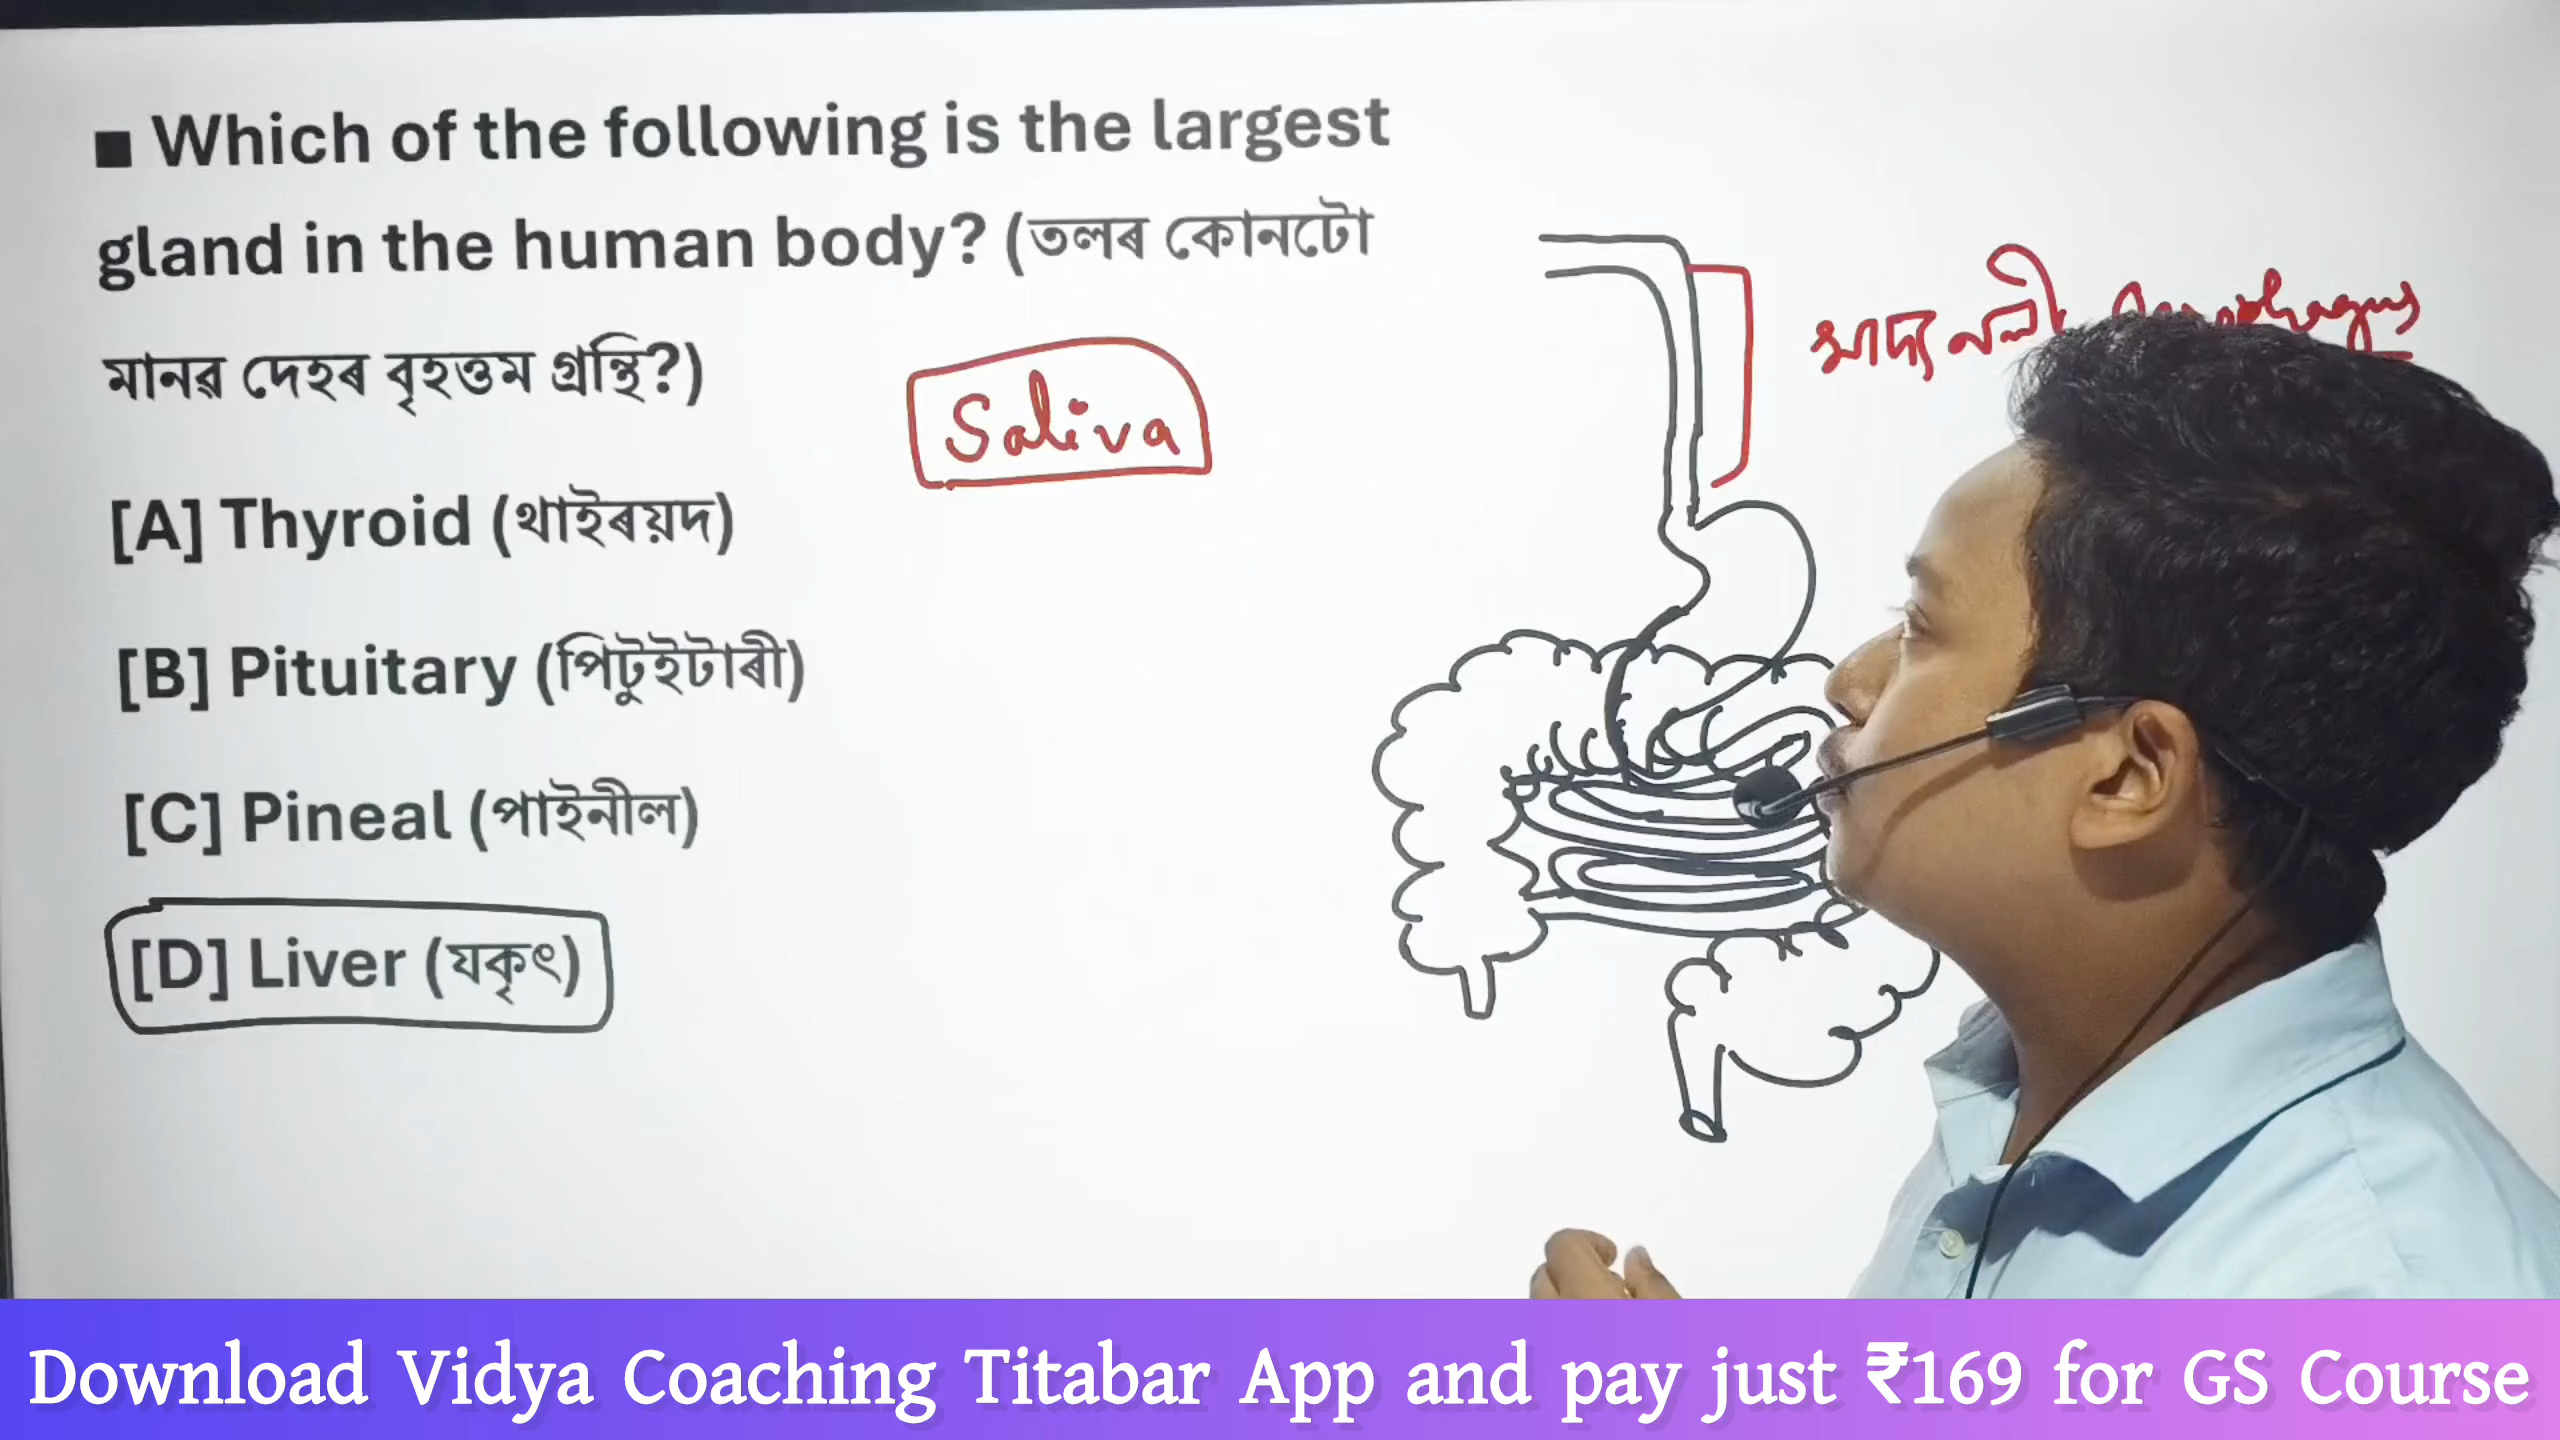 ■ Which of the following is the largest
gland in the human body? (তলৰ কোনটো
মানৱ দেহৰ বৃহত্তম গ্ৰন্থি?)
[A] Thyroid (থাইৰয়দ)
[B] Pituitary (পিটুইটাৰী)
[C] Pineal (পাইনীল)
[D] Liver (যকৃৎ)
Saliva
খাদ্য নলী
Download Vidya Coaching Titabar App and pay just ₹169 for GS Course